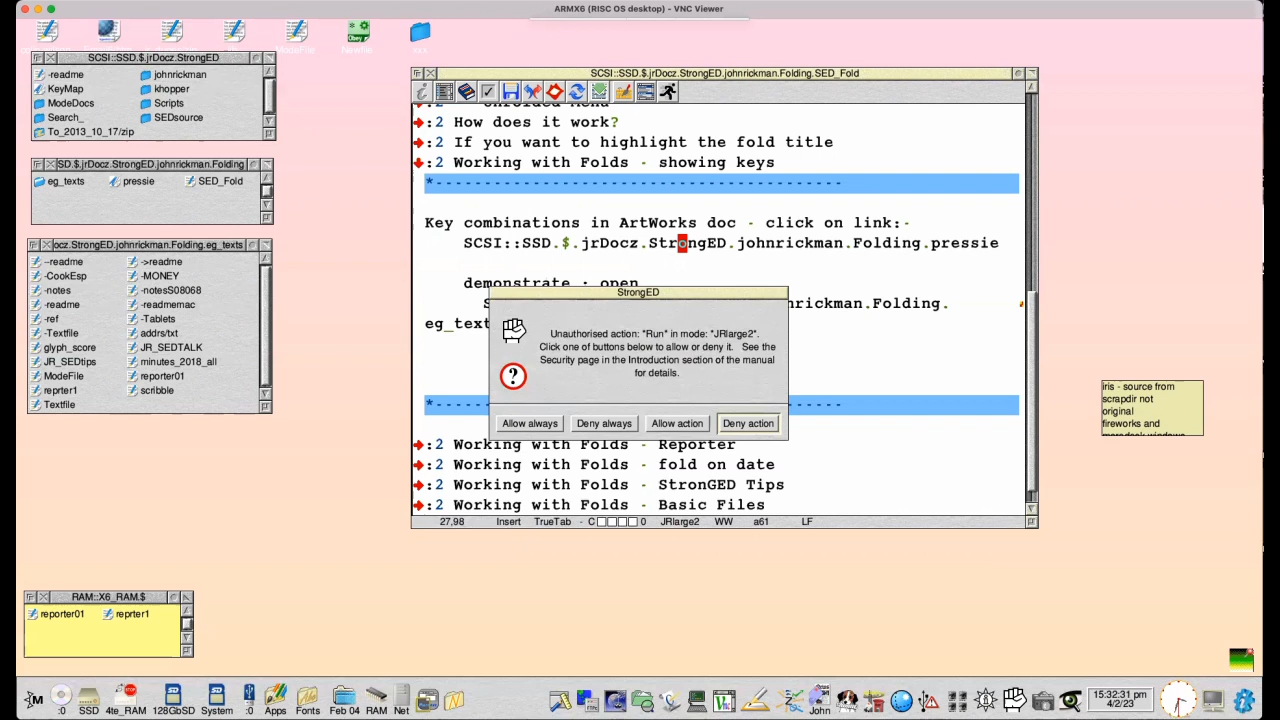 ARMX6 (RISC OS desktop) - VNC Viewer
ModeFile
Newfile
xxx
SCSI::SSD.$.jrDocz.StrongED
-readme
johnrickman
KeyMap
khopper
ModeDocs
Scripts
Search_
SEDsource
To_2013_10_17/zip
SD.$.jrDocz.StrongED.johnrickman.Folding
eg_texts
pressie
SED_Fold
ocz.StrongED.johnrickman.Folding.eg_texts
--readme
->readme
-CookEsp
-MONEY
-notes
-notesS08068
-readme
-readmemac
-ref
-Tables
-Textfile
addrs/txt
glyph_score
JR_SEDTALK
JR_SEDtips
minutes_2018_all
ModeFile
reporter01
reprter1
scribble
Textfile
SCSI::SSD.$.jrDocz.StrongED.johnrickman.Folding.SED_Fold
:2 How does it work?
:2 If you want to highlight the fold title
:2 Working with Folds - showing keys
*------------------------------------------
Key combinations in ArtWorks doc - click on link:-
SCSI::SSD.$.jrDocz.StrongED.johnrickman.Folding.pressie
demonstrate : open
nrickman.Folding.
eg_text
StrongED
Unauthorised action: "Run" in mode: "JRlarge2".
Click one of buttons below to allow or deny it. See the
Security page in the Introduction section of the manual
for details.
Allow always
Deny always
Allow action
Deny action
:2 Working with Folds - Reporter
:2 Working with Folds - fold on date
:2 Working with Folds - StronGED Tips
:2 Working with Folds - Basic Files
27,98 Insert TrueTab - C 0 JRlarge2 WW a61 LF
iris - source from
scrapdir not
original
fireworks and
RAM::X6_RAM.$
reporter01
reprter1
:0 SSD 4te_RAM 128GbSD System :0 Apps Fonts Feb 04 RAM Net
John
15:32:31 pm
4/2/23